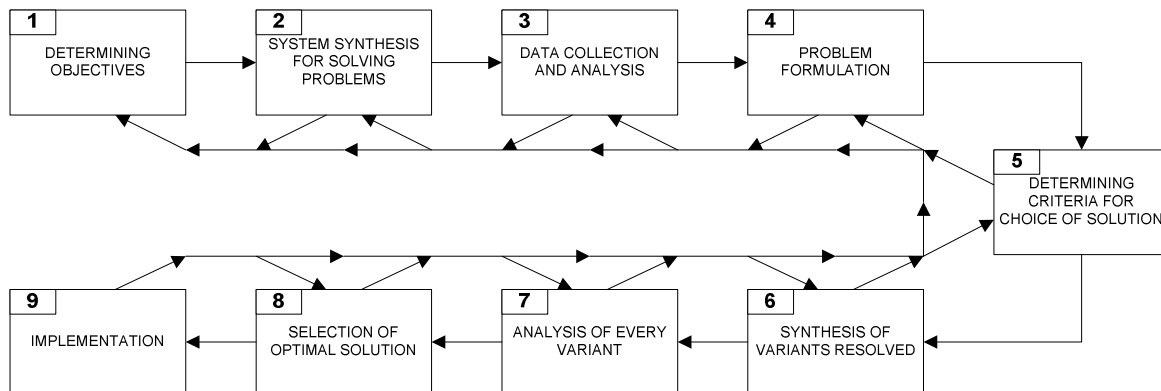 1
DETERMINING
OBJECTIVES
2
SYSTEM SYNTHESIS
FOR SOLVING
PROBLEMS
3
DATA COLLECTION
AND ANALYSIS
4
PROBLEM
FORMULATION
5
DETERMINING
CRITERIA FOR
CHOICE OF SOLUTION
6
SYNTHESIS OF
VARIANTS RESOLVED
7
ANALYSIS OF EVERY
VARIANT
8
SELECTION OF
OPTIMAL SOLUTION
9
IMPLEMENTATION